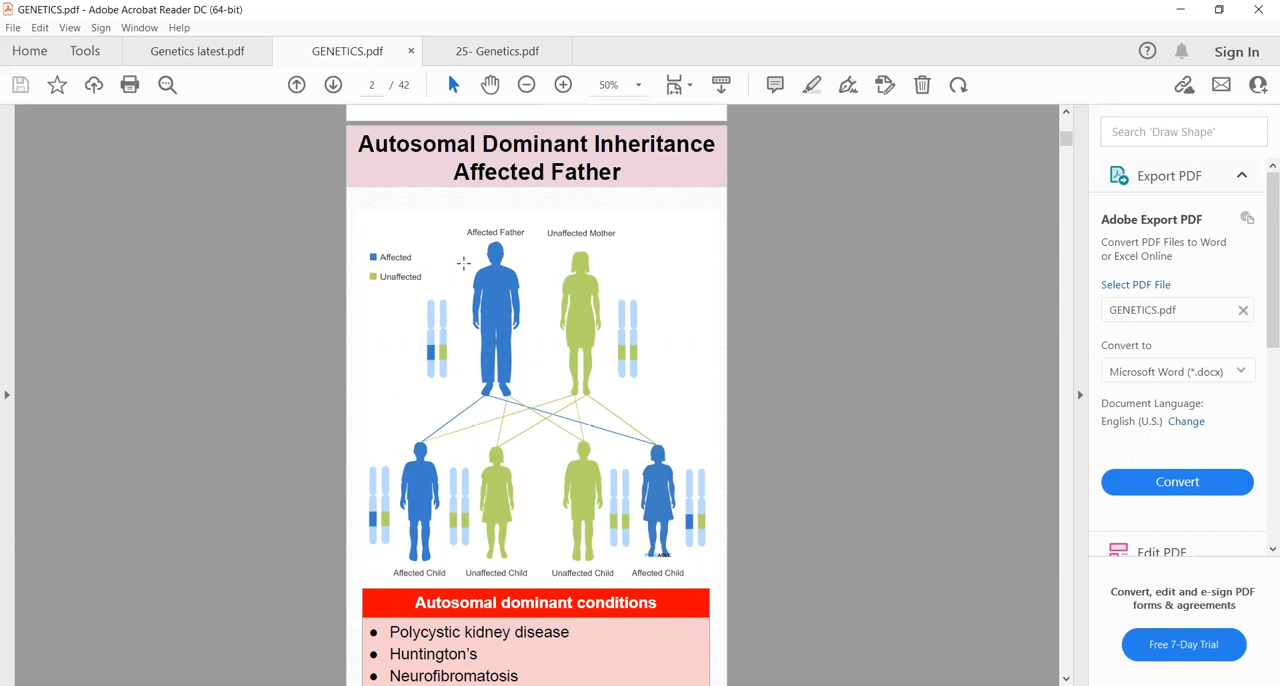 GENETICS.pdf - Adobe Acrobat Reader DC (64-bit)
File Edit View Sign Window Help
Home Tools Genetics latest.pdf GENETICS.pdf × 25- Genetics.pdf Sign In
2 / 42 50%
Autosomal Dominant Inheritance
Affected Father
Affected Father Unaffected Mother
Affected
Unaffected
Affected Child Unaffected Child Unaffected Child Affected Child
Autosomal dominant conditions
● Polycystic kidney disease
● Huntington's
● Neurofibromatosis
Search 'Draw Shape'
Export PDF
Adobe Export PDF
Convert PDF Files to Word
or Excel Online
Select PDF File
GENETICS.pdf
Convert to
Microsoft Word (*.docx)
Document Language:
English (U.S.) Change
Convert
Edit PDF
Convert, edit and e-sign PDF
forms & agreements
Free 7-Day Trial